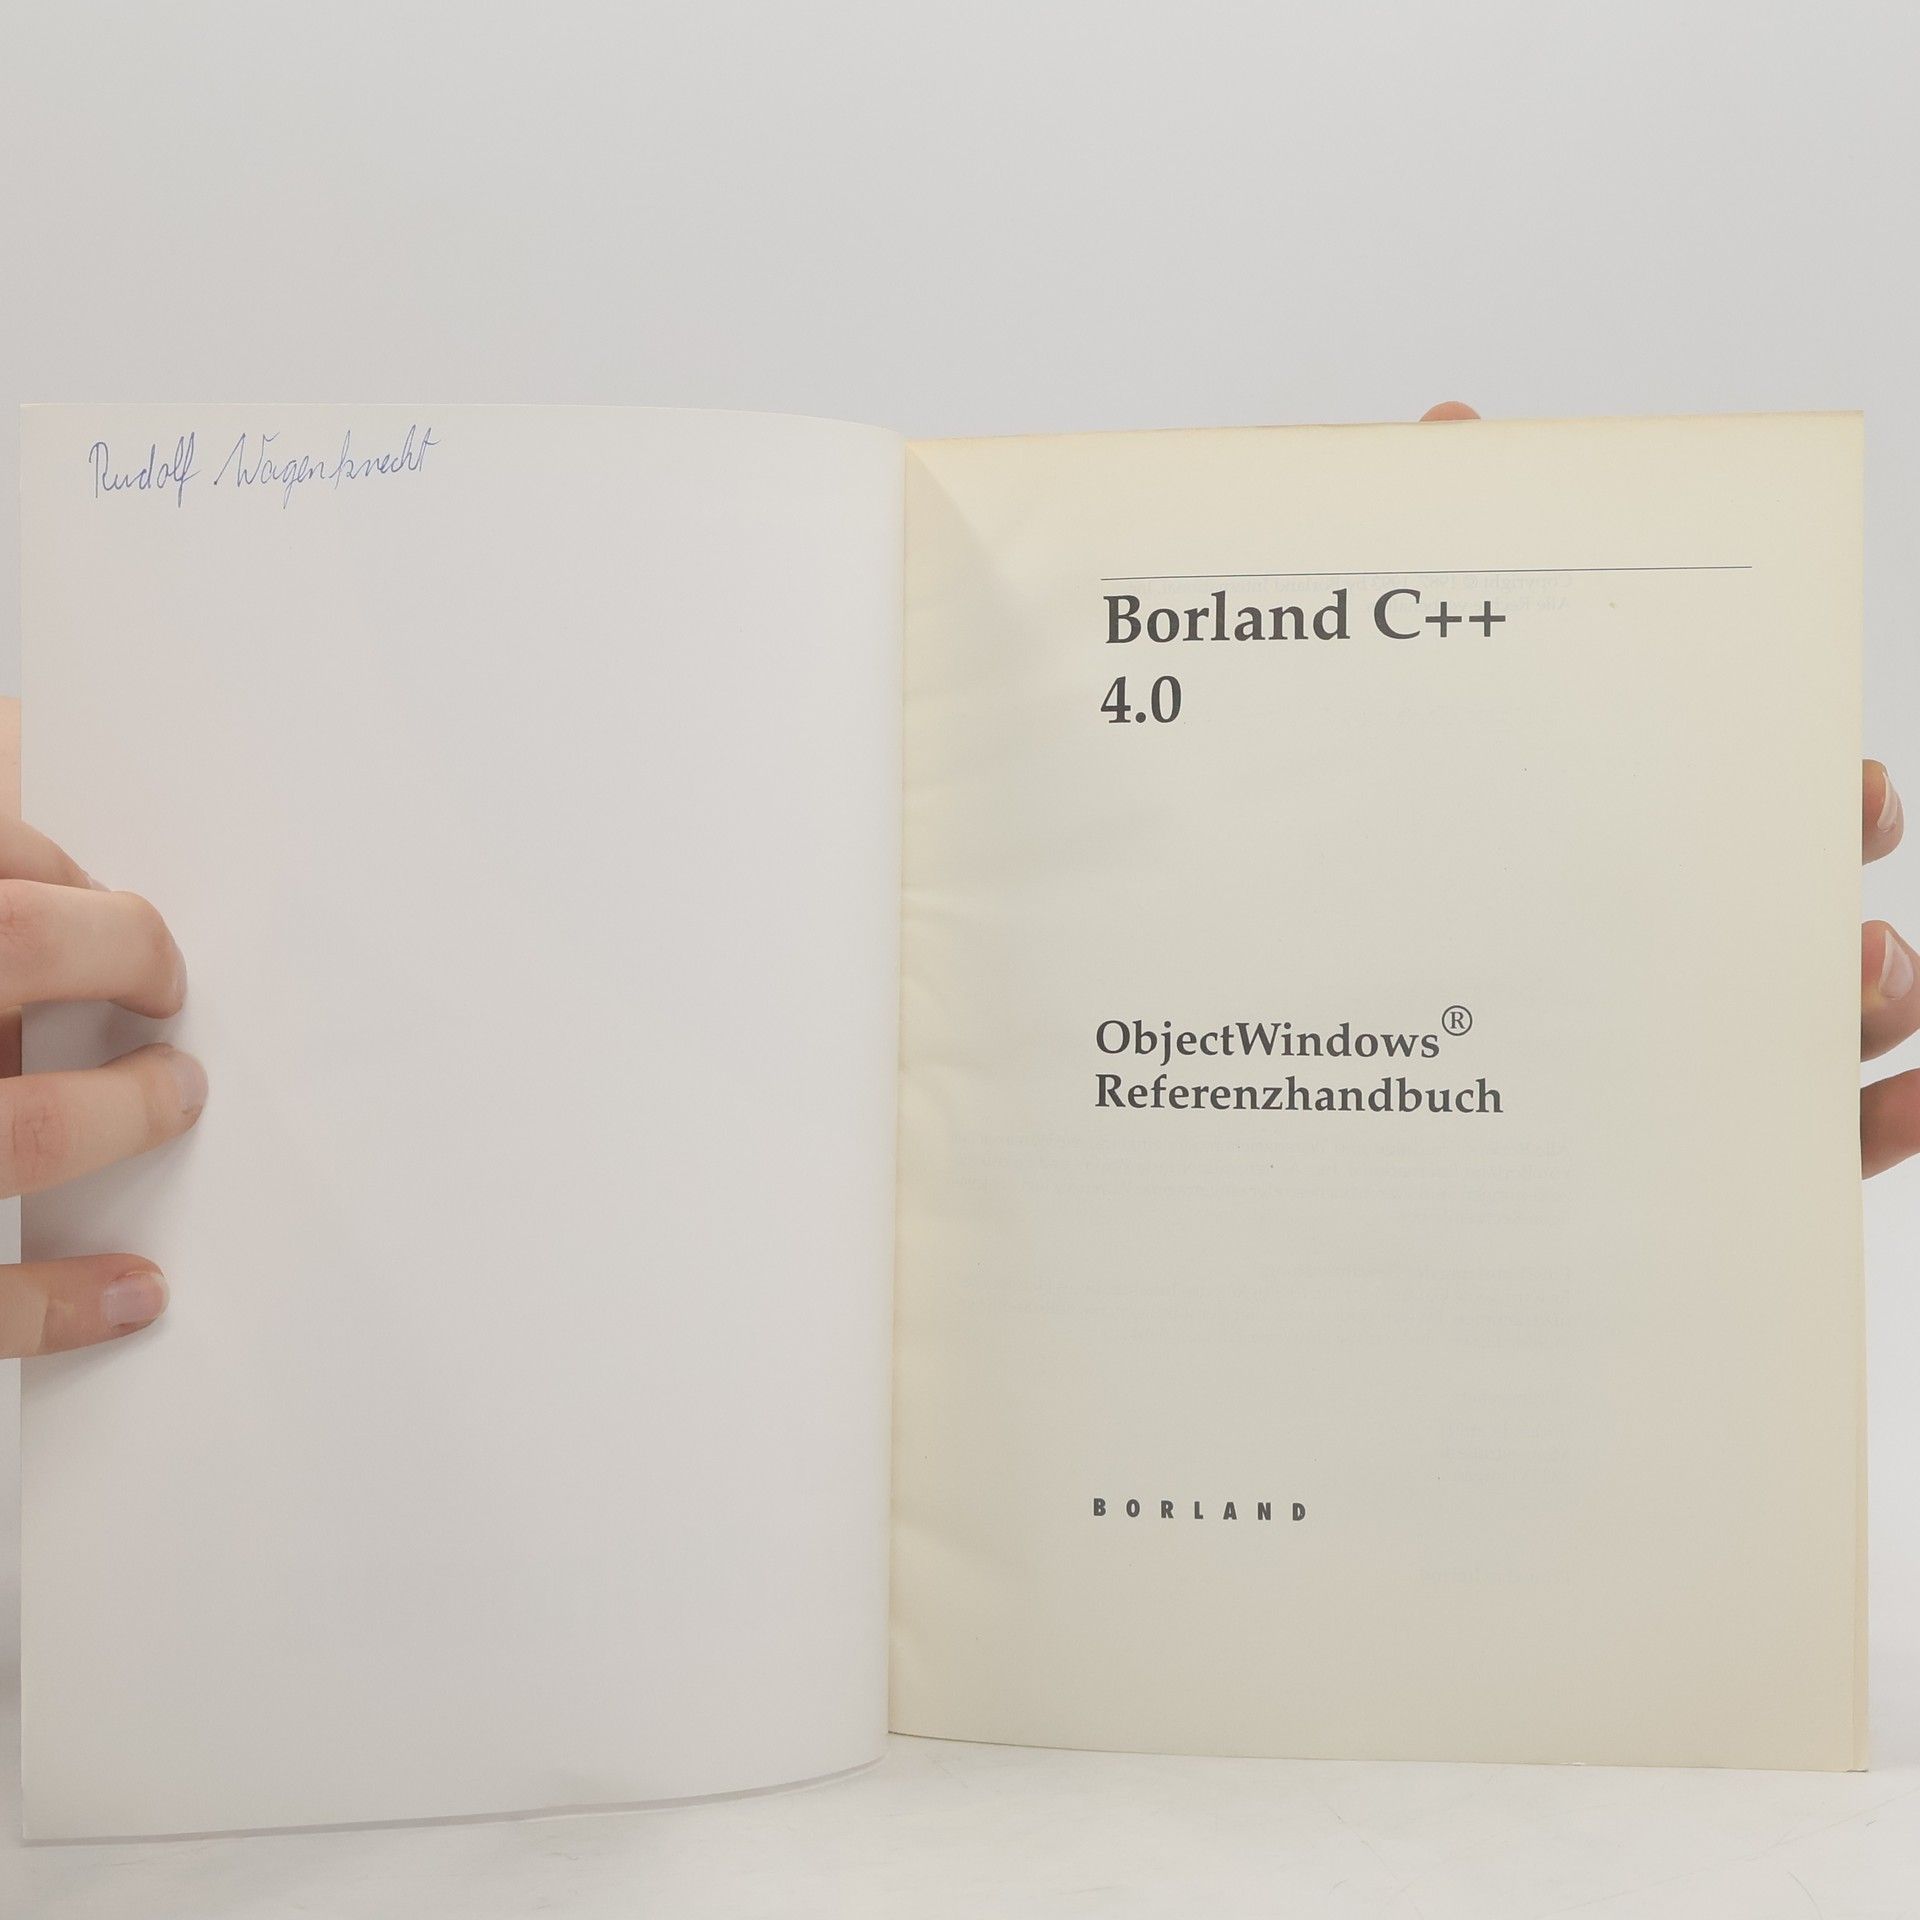 Rudolf Wagenknecht
Borland C++
4.0
ObjectWindows®
Referenzhandbuch
BORLAND